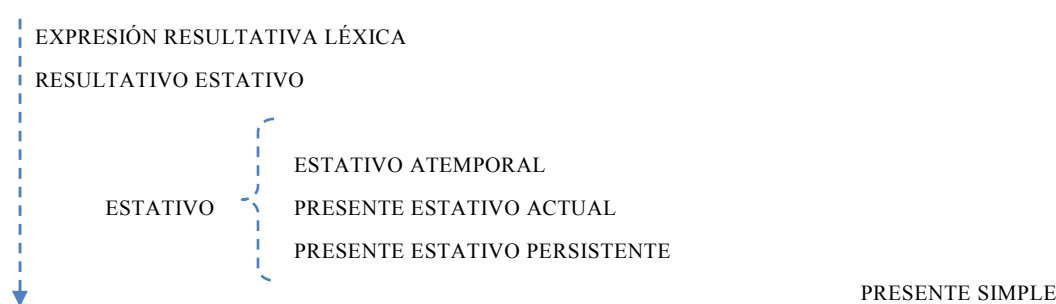 EXPRESIÓN RESULTATIVA LÉXICA
RESULTATIVO ESTATIVO
ESTATIVO ATEMPORAL
ESTATIVO PRESENTE ESTATIVO ACTUAL
PRESENTE ESTATIVO PERSISTENTE
PRESENTE SIMPLE